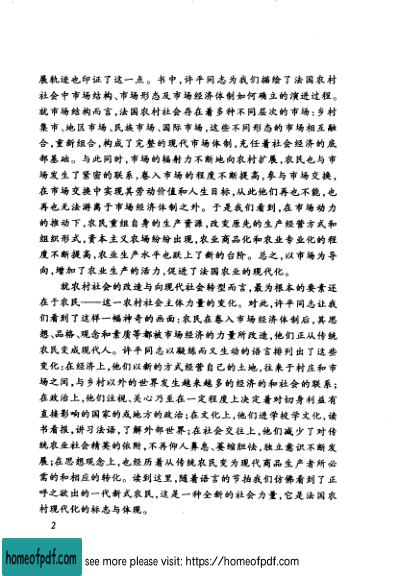 展轨迹也印证了这一点。书中,许平同志为我们描绘了法国农村
社会中市场结构、市场形态及市场经济体制如何确立的演进过程。
就市场结构而言,法国农村社会存在着多种不同层次的市场:乡村
集市、地区市场、民族市场、国际市场,这些不同形态的市场相互融
合,重新组合,构成了完整的现代市场体制,充任着社会经济的底
部基础。与此同时,市场的辐射力不断地向农村扩展,农民也与市
场发生了紧密的联系,卷入市场的程度不断提高,参与市场交换,
在市场交换中实现其劳动价值和人生目标,从此他们再也不能,也
再也无法游离于市场经济体制之外。于是我们看到,在市场动力
的推动下,农民重组自身的生产资源,改变原先的生产经营方式和
组织形式,资本主义农场纷纷出现,农业商品化和农业专业化的程
度不断提高,农业生产水平也跃上了新的台阶。总之,以市场为导
向,增加了农业生产的活力,促进了法国农业的现代化。
就农村社会的改造与向现代社会转型而言,最为根本的要素还
在于农民——这一农村社会主体力量的变化。对此,许平同志让我
们看到了这样一幅神奇的画面:农民在卷入市场经济体制后,其思
想、品格、观念和素质等都被市场经济的力量所改造,他们正从传统
农民变成现代人。许平同志以凝练而又生动的语言排列出了这些
变化:在经济上,他们以新的方式经营自己的土地,往来于村庄和市
场之间,与乡村以外的世界发生越来越多的经济的和社会的联系;
在政治上,他们注视、关心乃至在一定程度上决定着对切身利益有
直接影响的国家的或地方的政治;在文化上,他们进学校学文化,读
书看报,讲习法语,了解外部世界;在社会交往上,他们减少了对传
统农业社会精英的依附,不再仰人鼻息、萎缩胆怯,独立意识不断发
展;在思想观念上,也经历着从传统农民变为现代商品生产者所必
需的和相应的转化。读到这里,随着语言的节拍我们仿佛看到了正
呼之欲出的一代新式农民,这是一种全新的社会力量,它是法国农
村现代化的标志与体现。
2
homeofpdf.com
see more please visit: https://homeofpdf.com